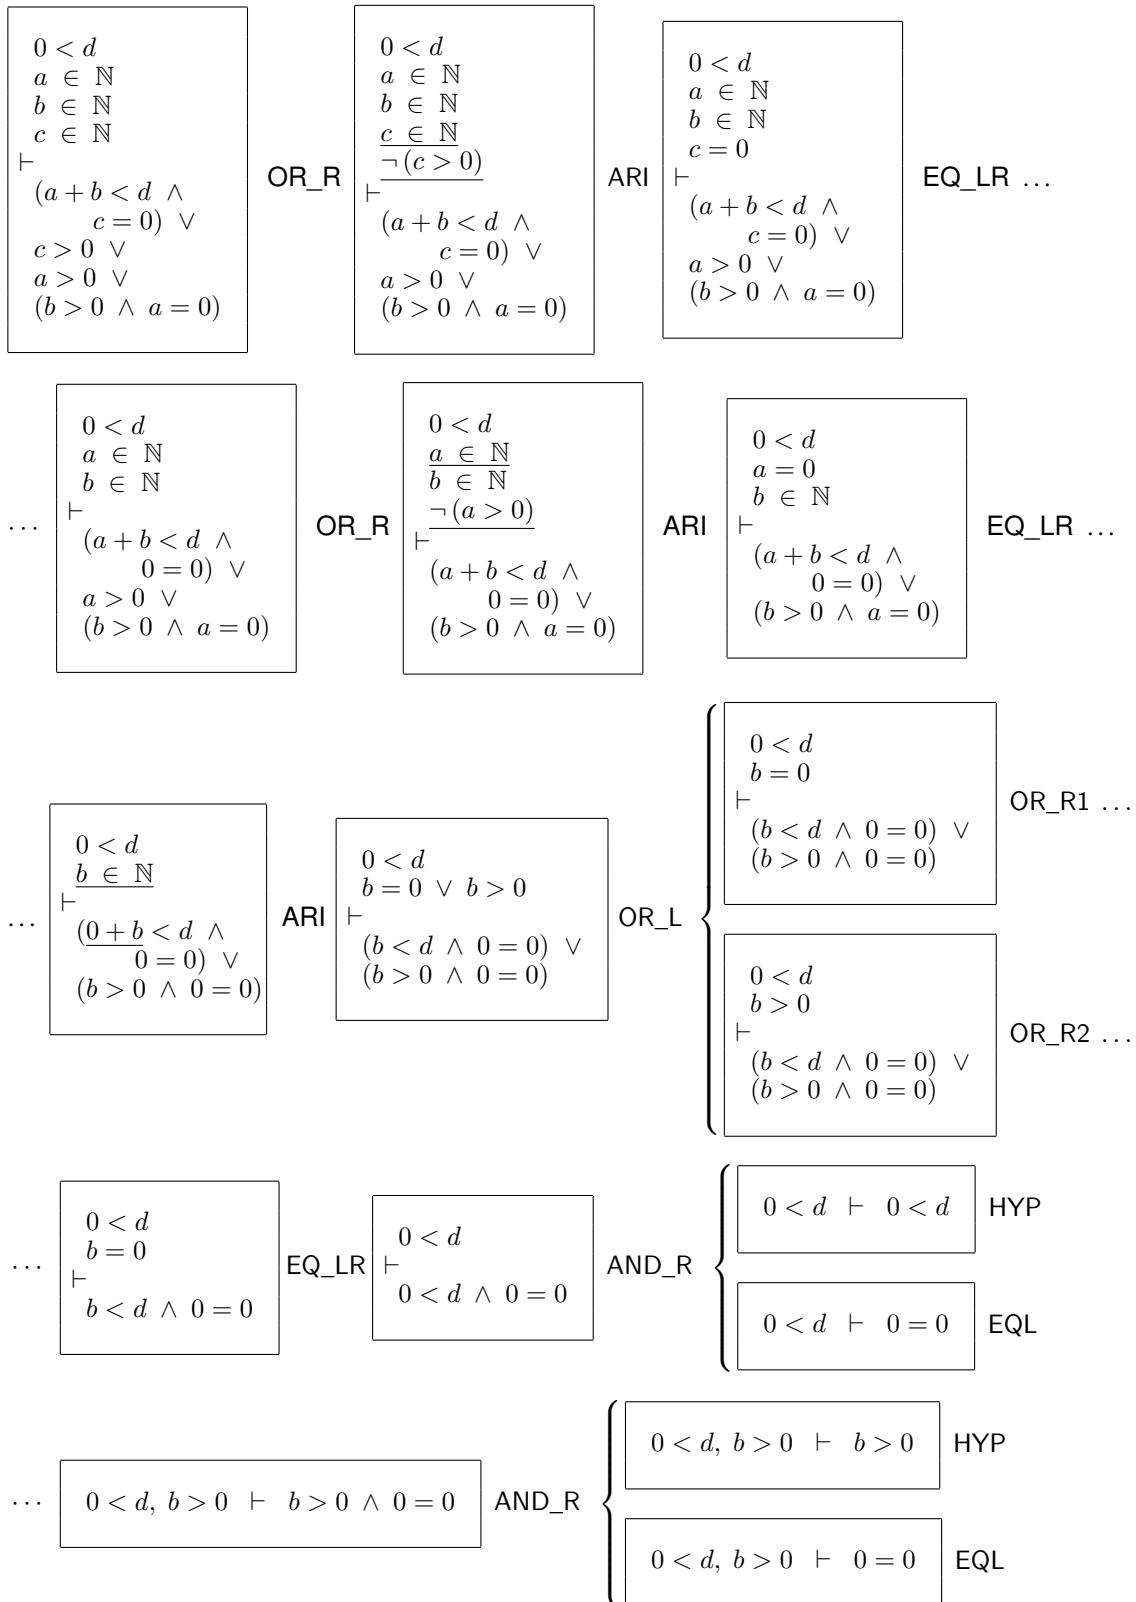 0 < d
a ∈ ℕ
b ∈ ℕ
c ∈ ℕ
⊢
(a + b < d ∧
c = 0) ∨
c > 0 ∨
a > 0 ∨
(b > 0 ∧ a = 0)
OR_R
0 < d
a ∈ ℕ
b ∈ ℕ
c ∈ ℕ
¬ (c > 0)
⊢
(a + b < d ∧
c = 0) ∨
a > 0 ∨
(b > 0 ∧ a = 0)
ARI
0 < d
a ∈ ℕ
b ∈ ℕ
c = 0
⊢
(a + b < d ∧
c = 0) ∨
a > 0 ∨
(b > 0 ∧ a = 0)
EQ_LR ...
...
0 < d
a ∈ ℕ
b ∈ ℕ
⊢
(a + b < d ∧
0 = 0) ∨
a > 0 ∨
(b > 0 ∧ a = 0)
OR_R
0 < d
a ∈ ℕ
b ∈ ℕ
¬ (a > 0)
⊢
(a + b < d ∧
0 = 0) ∨
(b > 0 ∧ a = 0)
ARI
0 < d
a = 0
b ∈ ℕ
⊢
(a + b < d ∧
0 = 0) ∨
(b > 0 ∧ a = 0)
EQ_LR ...
...
0 < d
b ∈ ℕ
⊢
(0 + b < d ∧
0 = 0) ∨
(b > 0 ∧ 0 = 0)
ARI
0 < d
b = 0 ∨ b > 0
⊢
(b < d ∧ 0 = 0) ∨
(b > 0 ∧ 0 = 0)
OR_L
0 < d
b = 0
⊢
(b < d ∧ 0 = 0) ∨
(b > 0 ∧ 0 = 0)
OR_R1 ...
0 < d
b > 0
⊢
(b < d ∧ 0 = 0) ∨
(b > 0 ∧ 0 = 0)
OR_R2 ...
...
0 < d
b = 0
⊢
b < d ∧ 0 = 0
EQ_LR
0 < d
⊢
0 < d ∧ 0 = 0
AND_R
0 < d ⊢ 0 < d
HYP
0 < d ⊢ 0 = 0
EQL
...
0 < d, b > 0 ⊢ b > 0 ∧ 0 = 0
AND_R
0 < d, b > 0 ⊢ b > 0
HYP
0 < d, b > 0 ⊢ 0 = 0
EQL